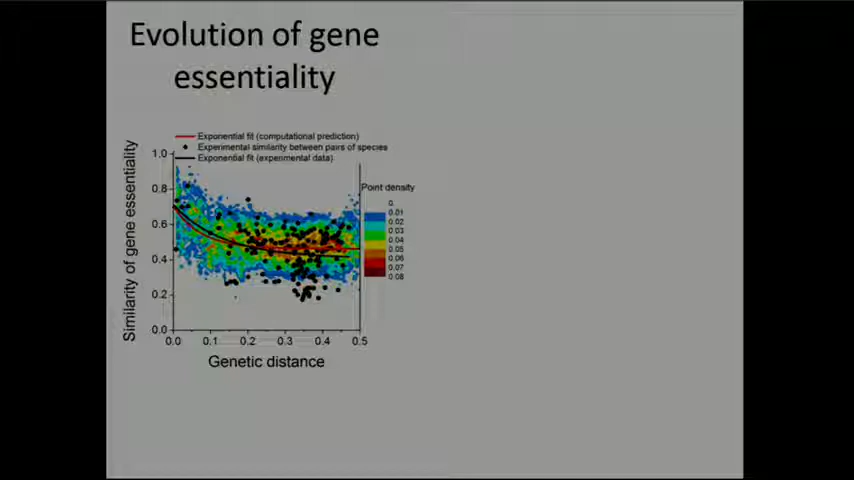 Evolution of gene
essentiality
Exponential fit (computational prediction)
Experimental similarity between pairs of species
Exponential fit (experimental data)
Similarity of gene essentiality
1.0
0.8
0.6
0.4
0.2
0.0
0.0 0.1 0.2 0.3 0.4 0.5
Genetic distance
Point density
0.
0.01
0.02
0.03
0.04
0.05
0.06
0.07
0.08